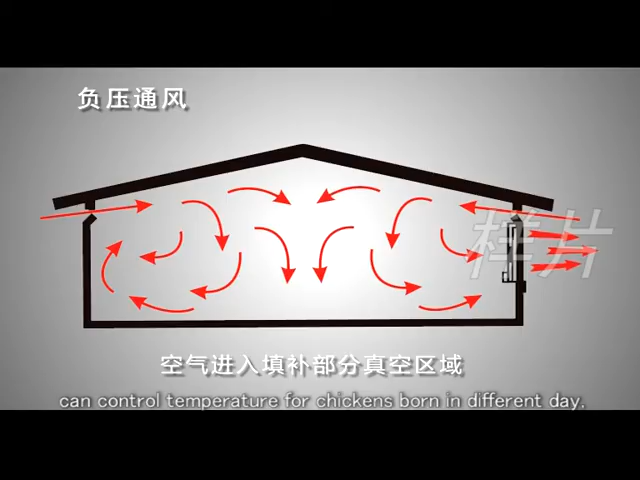 负压通风
样片
空气进入填补部分真空区域
can control temperature for chickens born in different day.